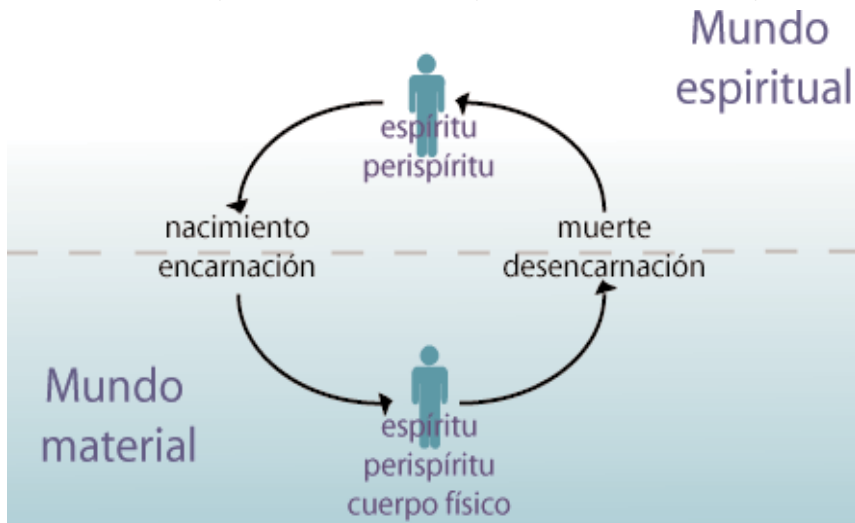 Mundo
espiritual
espíritu
perispíritu
nacimiento
encarnación
muerte
desencarnación
Mundo
material
espíritu
perispíritu
cuerpo físico